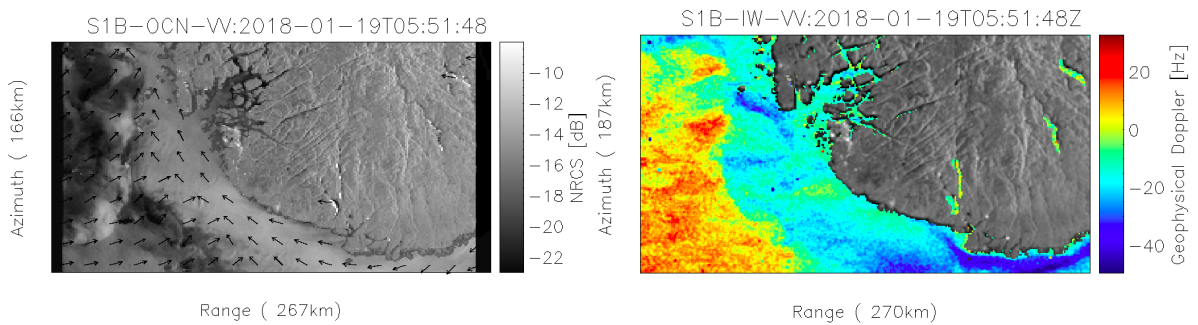 S1B-OCN-VV:2018-01-19T05:51:48
Azimuth ( 166km)
Range ( 267km)
-10
-12
-14
-16
-18
-20
-22
NRCS [dB]
S1B-IW-VV:2018-01-19T05:51:48Z
Azimuth ( 187km)
Range ( 270km)
20
0
-20
-40
Geophysical Doppler [Hz]